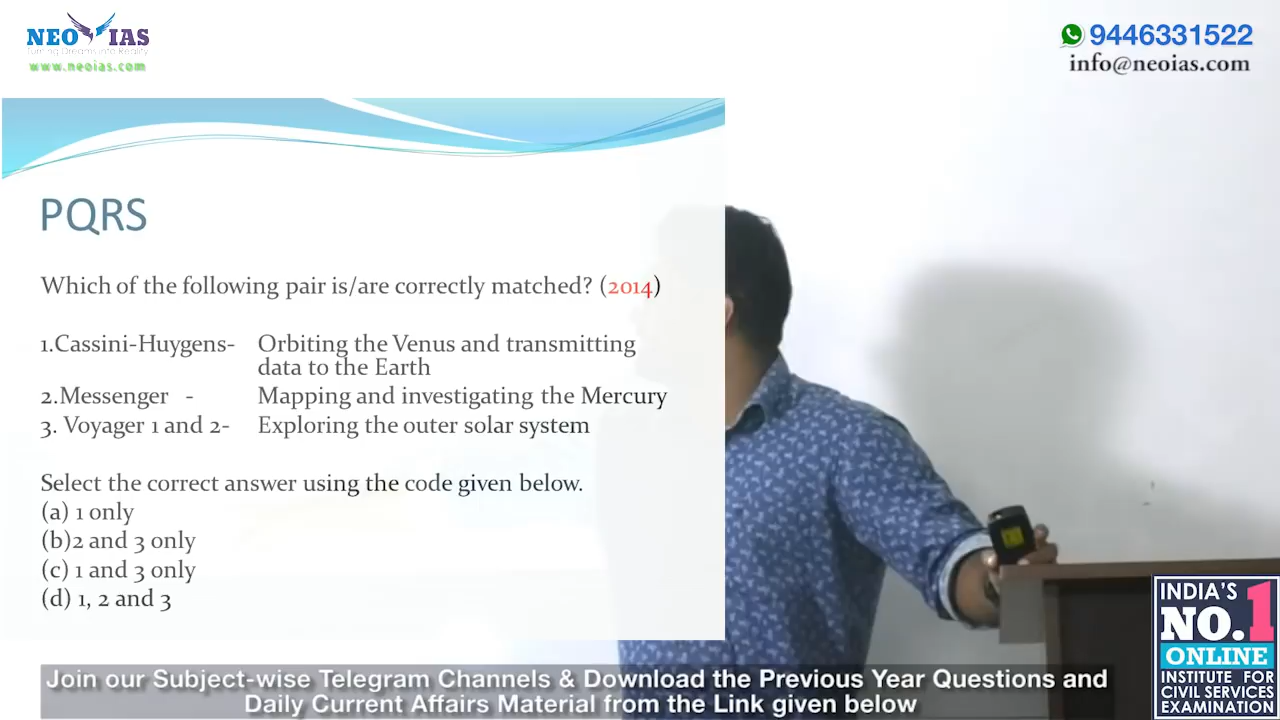 NEO IAS
Turning Dreams into Reality
www.neoias.com
9446331522
info@neoias.com
PQRS
Which of the following pair is/are correctly matched? (2014)
1.Cassini-Huygens- Orbiting the Venus and transmitting
data to the Earth
2.Messenger - Mapping and investigating the Mercury
3. Voyager 1 and 2- Exploring the outer solar system
Select the correct answer using the code given below.
(a) 1 only
(b)2 and 3 only
(c) 1 and 3 only
(d) 1, 2 and 3
INDIA'S
NO.1
ONLINE
INSTITUTE FOR
CIVIL SERVICES
EXAMINATION
Join our Subject-wise Telegram Channels & Download the Previous Year Questions and
Daily Current Affairs Material from the Link given below